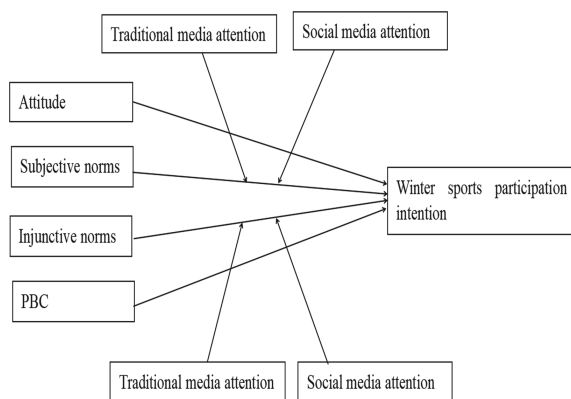 Traditional media attention
Social media attention
Attitude
Subjective norms
Injunctive norms
PBC
Winter sports participation
intention
Traditional media attention
Social media attention